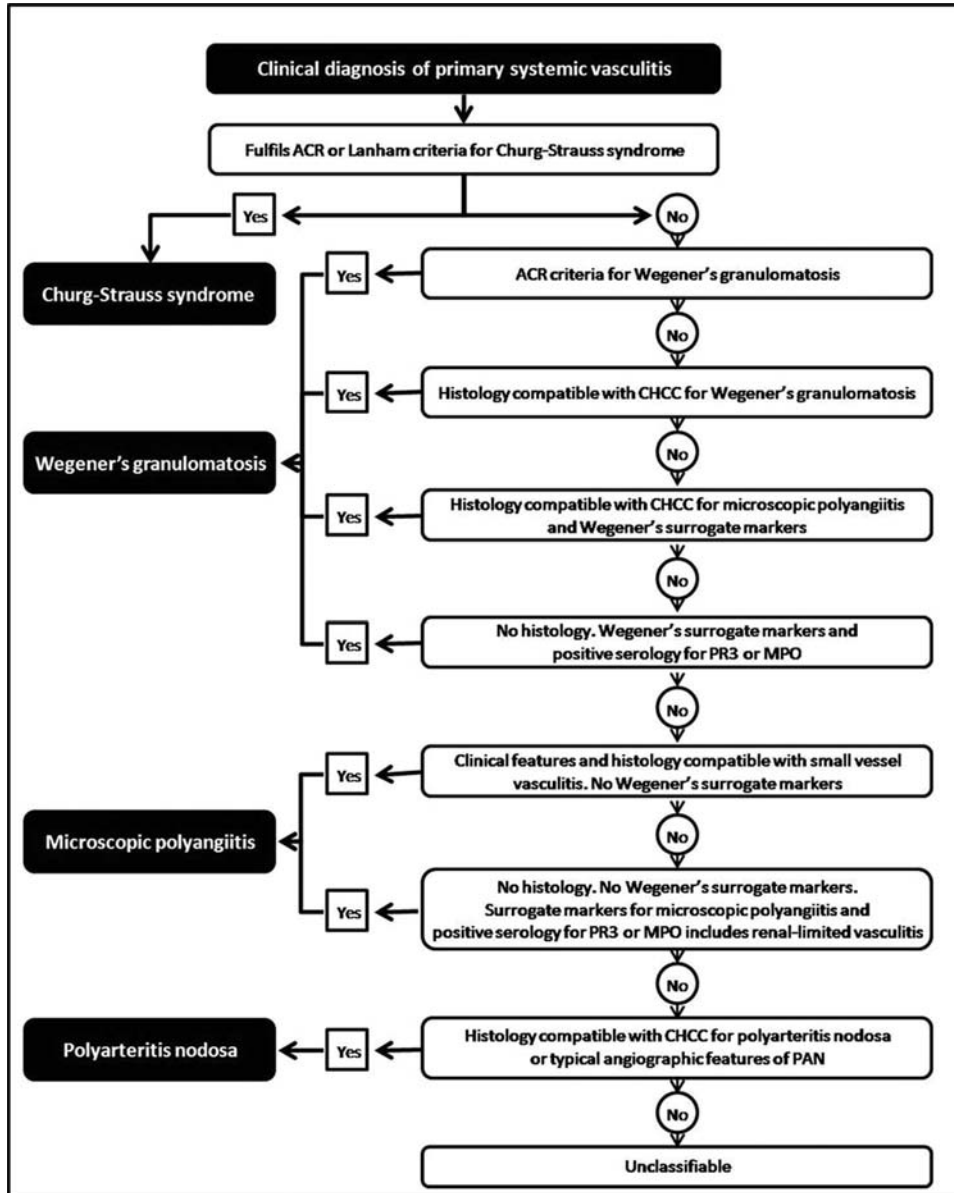 Clinical diagnosis of primary systemic vasculitis
Fulfils ACR or Lanham criteria for Churg-Strauss syndrome
Yes
No
Churg-Strauss syndrome
Yes
ACR criteria for Wegener's granulomatosis
No
Yes
Histology compatible with CHCC for Wegener's granulomatosis
No
Wegener's granulomatosis
Yes
Histology compatible with CHCC for microscopic polyangiitis
and Wegener's surrogate markers
No
Yes
No histology. Wegener's surrogate markers and
positive serology for PR3 or MPO
No
Yes
Clinical features and histology compatible with small vessel
vasculitis. No Wegener's surrogate markers
No
Microscopic polyangiitis
Yes
No histology. No Wegener's surrogate markers.
Surrogate markers for microscopic polyangiitis and
positive serology for PR3 or MPO includes renal-limited vasculitis
No
Polyarteritis nodosa
Yes
Histology compatible with CHCC for polyarteritis nodosa
or typical angiographic features of PAN
No
Unclassifiable